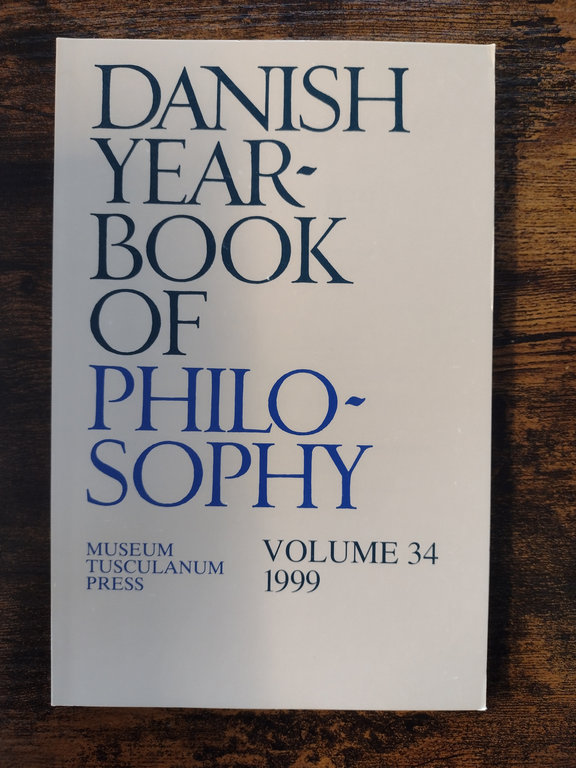 DANISH
YEAR-
BOOK
OF
PHILO-
SOPHY
MUSEUM
TUSCULANUM
PRESS
VOLUME 34
1999